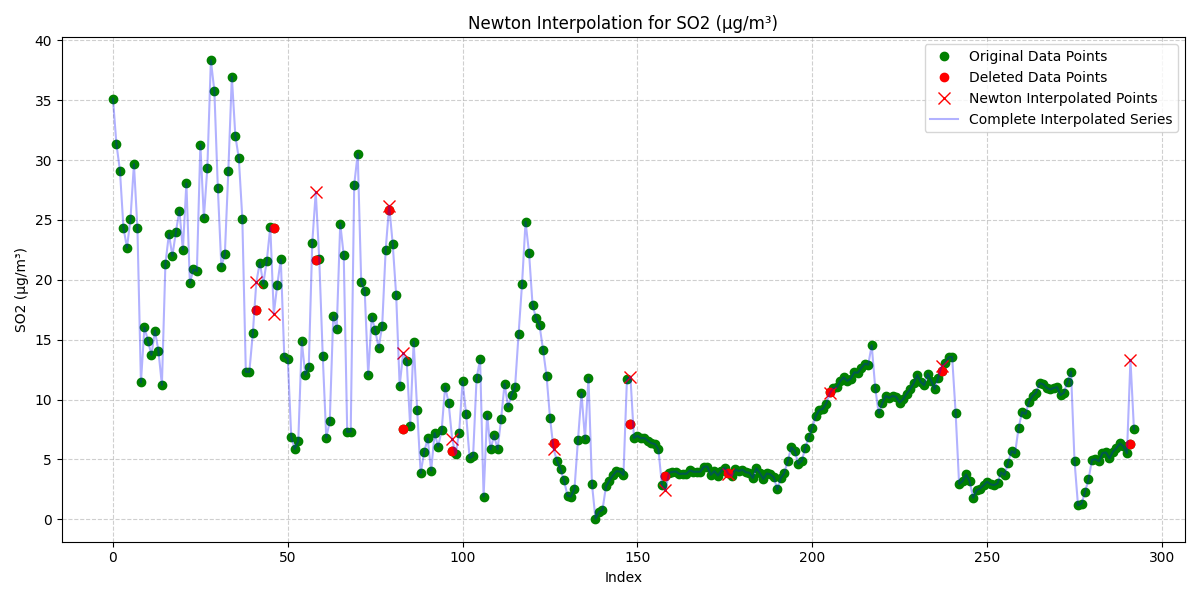 Newton Interpolation for SO2 (µg/m³)
Original Data Points
Deleted Data Points
Newton Interpolated Points
Complete Interpolated Series
SO2 (µg/m³)
40
35
30
25
20
15
10
5
0
0 50 100 150 200 250 300
Index